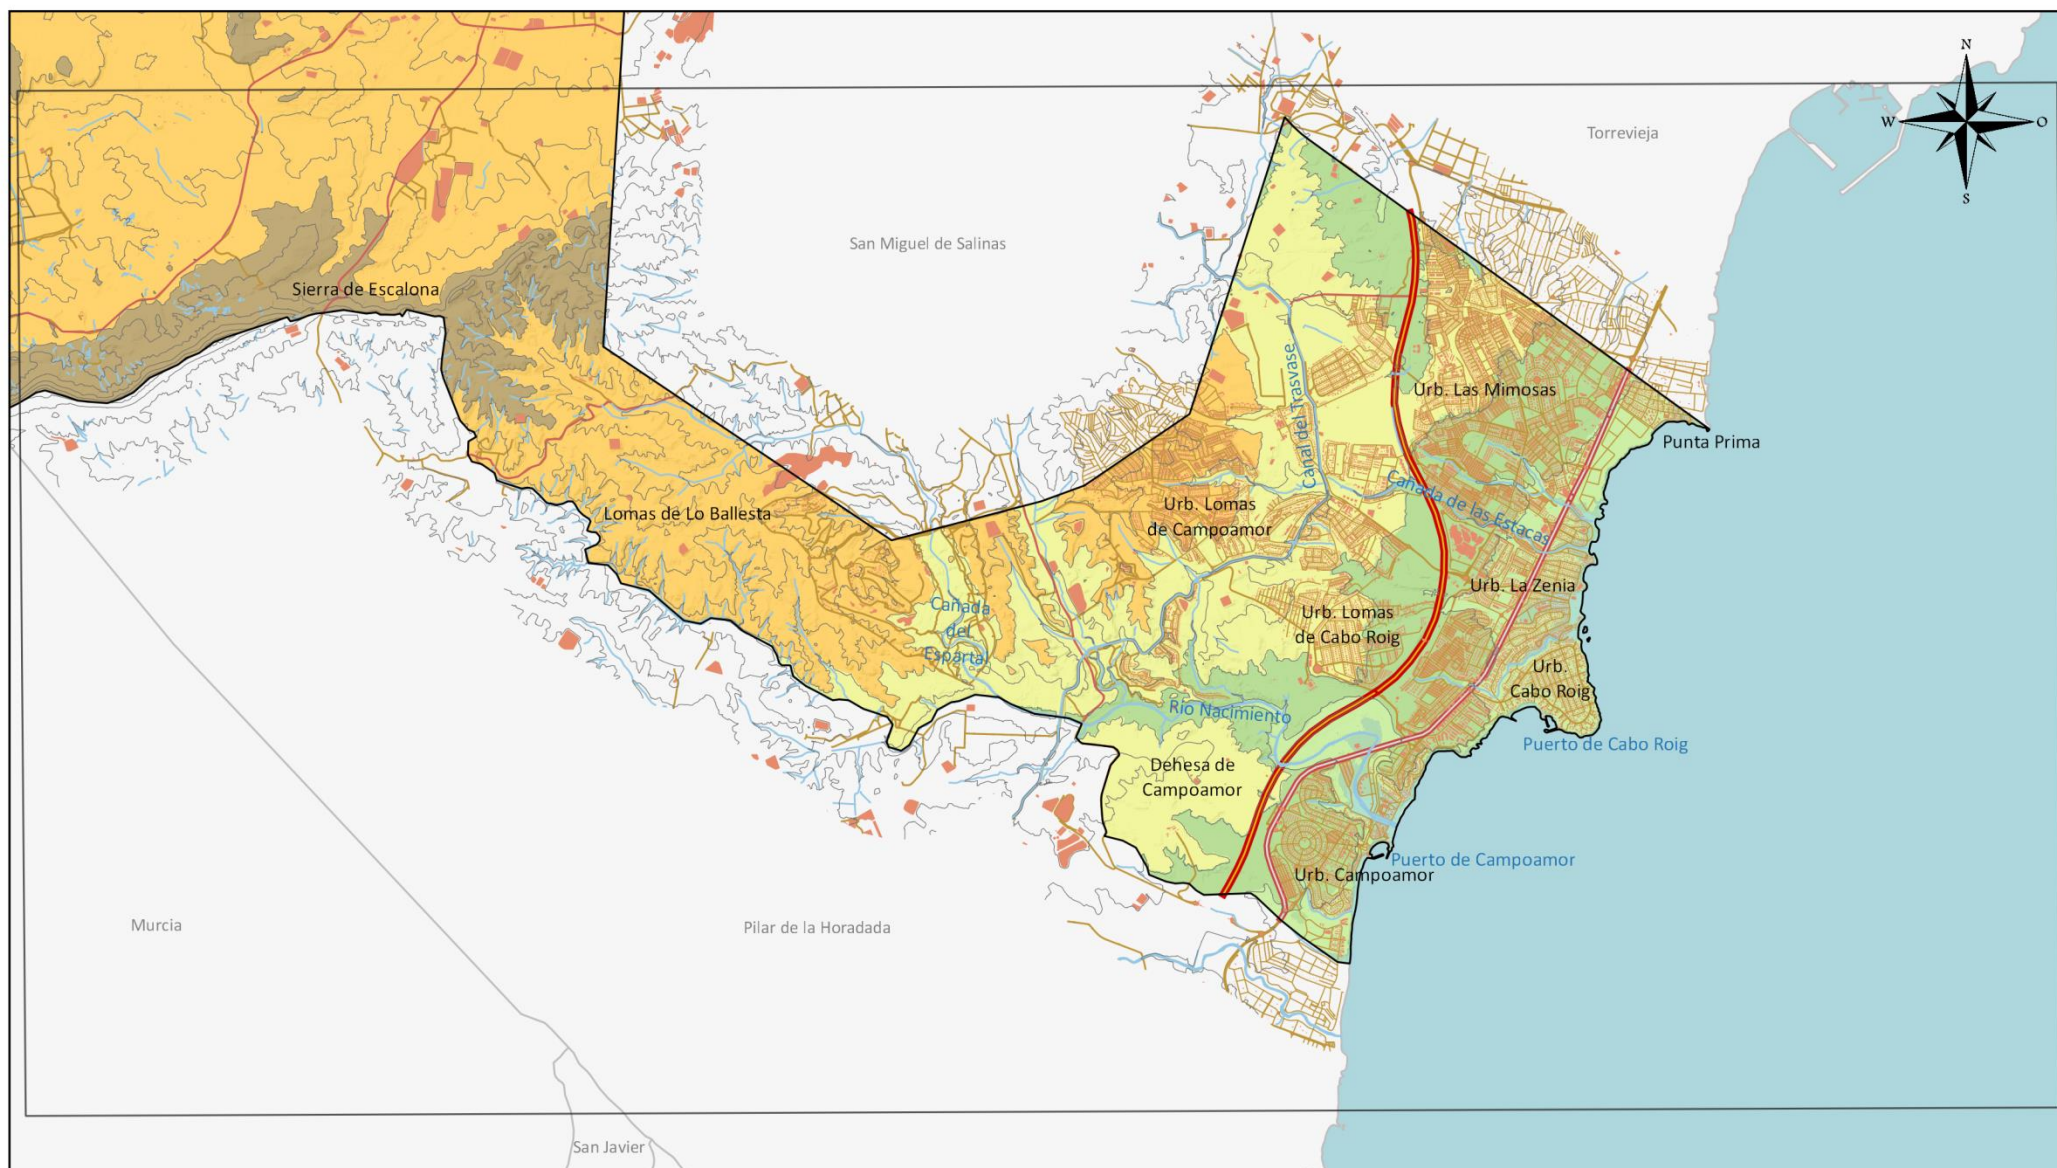 N
Torrevieja
W
O
S
San Miguel de Salinas
Sierra de Escalona
Canal del Trasvase
Urb. Las Mimosas
Punta Prima
Cañada de las Estacas
Urb. Lomas
de Campoamor
Lomas de Lo Ballesta
Urb. La Zenia
Cañada
del
Espartal
Urb. Lomas
de Cabo Roig
Urb.
Cabo Roig
Río Nacimiento
Puerto de Cabo Roig
Dehesa de
Campoamor
Puerto de Campoamor
Urb. Campoamor
Murcia
Pilar de la Horadada
San Javier